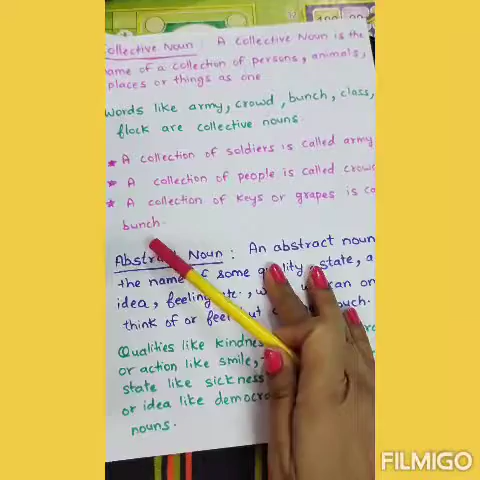 Collective Noun : A collective Noun is the
name of a collection of persons, animals,
places or things as one
Words like army, crowd, bunch, class,
flock are collective nouns.
★ A collection of soldiers is called army
★ A collection of people is called
★ A collection of keys or grapes is
bunch.
Abstract Noun : An abstract noun
the name of some quality, state,
idea, feeling etc., can
think of or feel but touch.
Qualities like
or action like smile,
state like sickness
or idea like
nouns.
FILMIGO